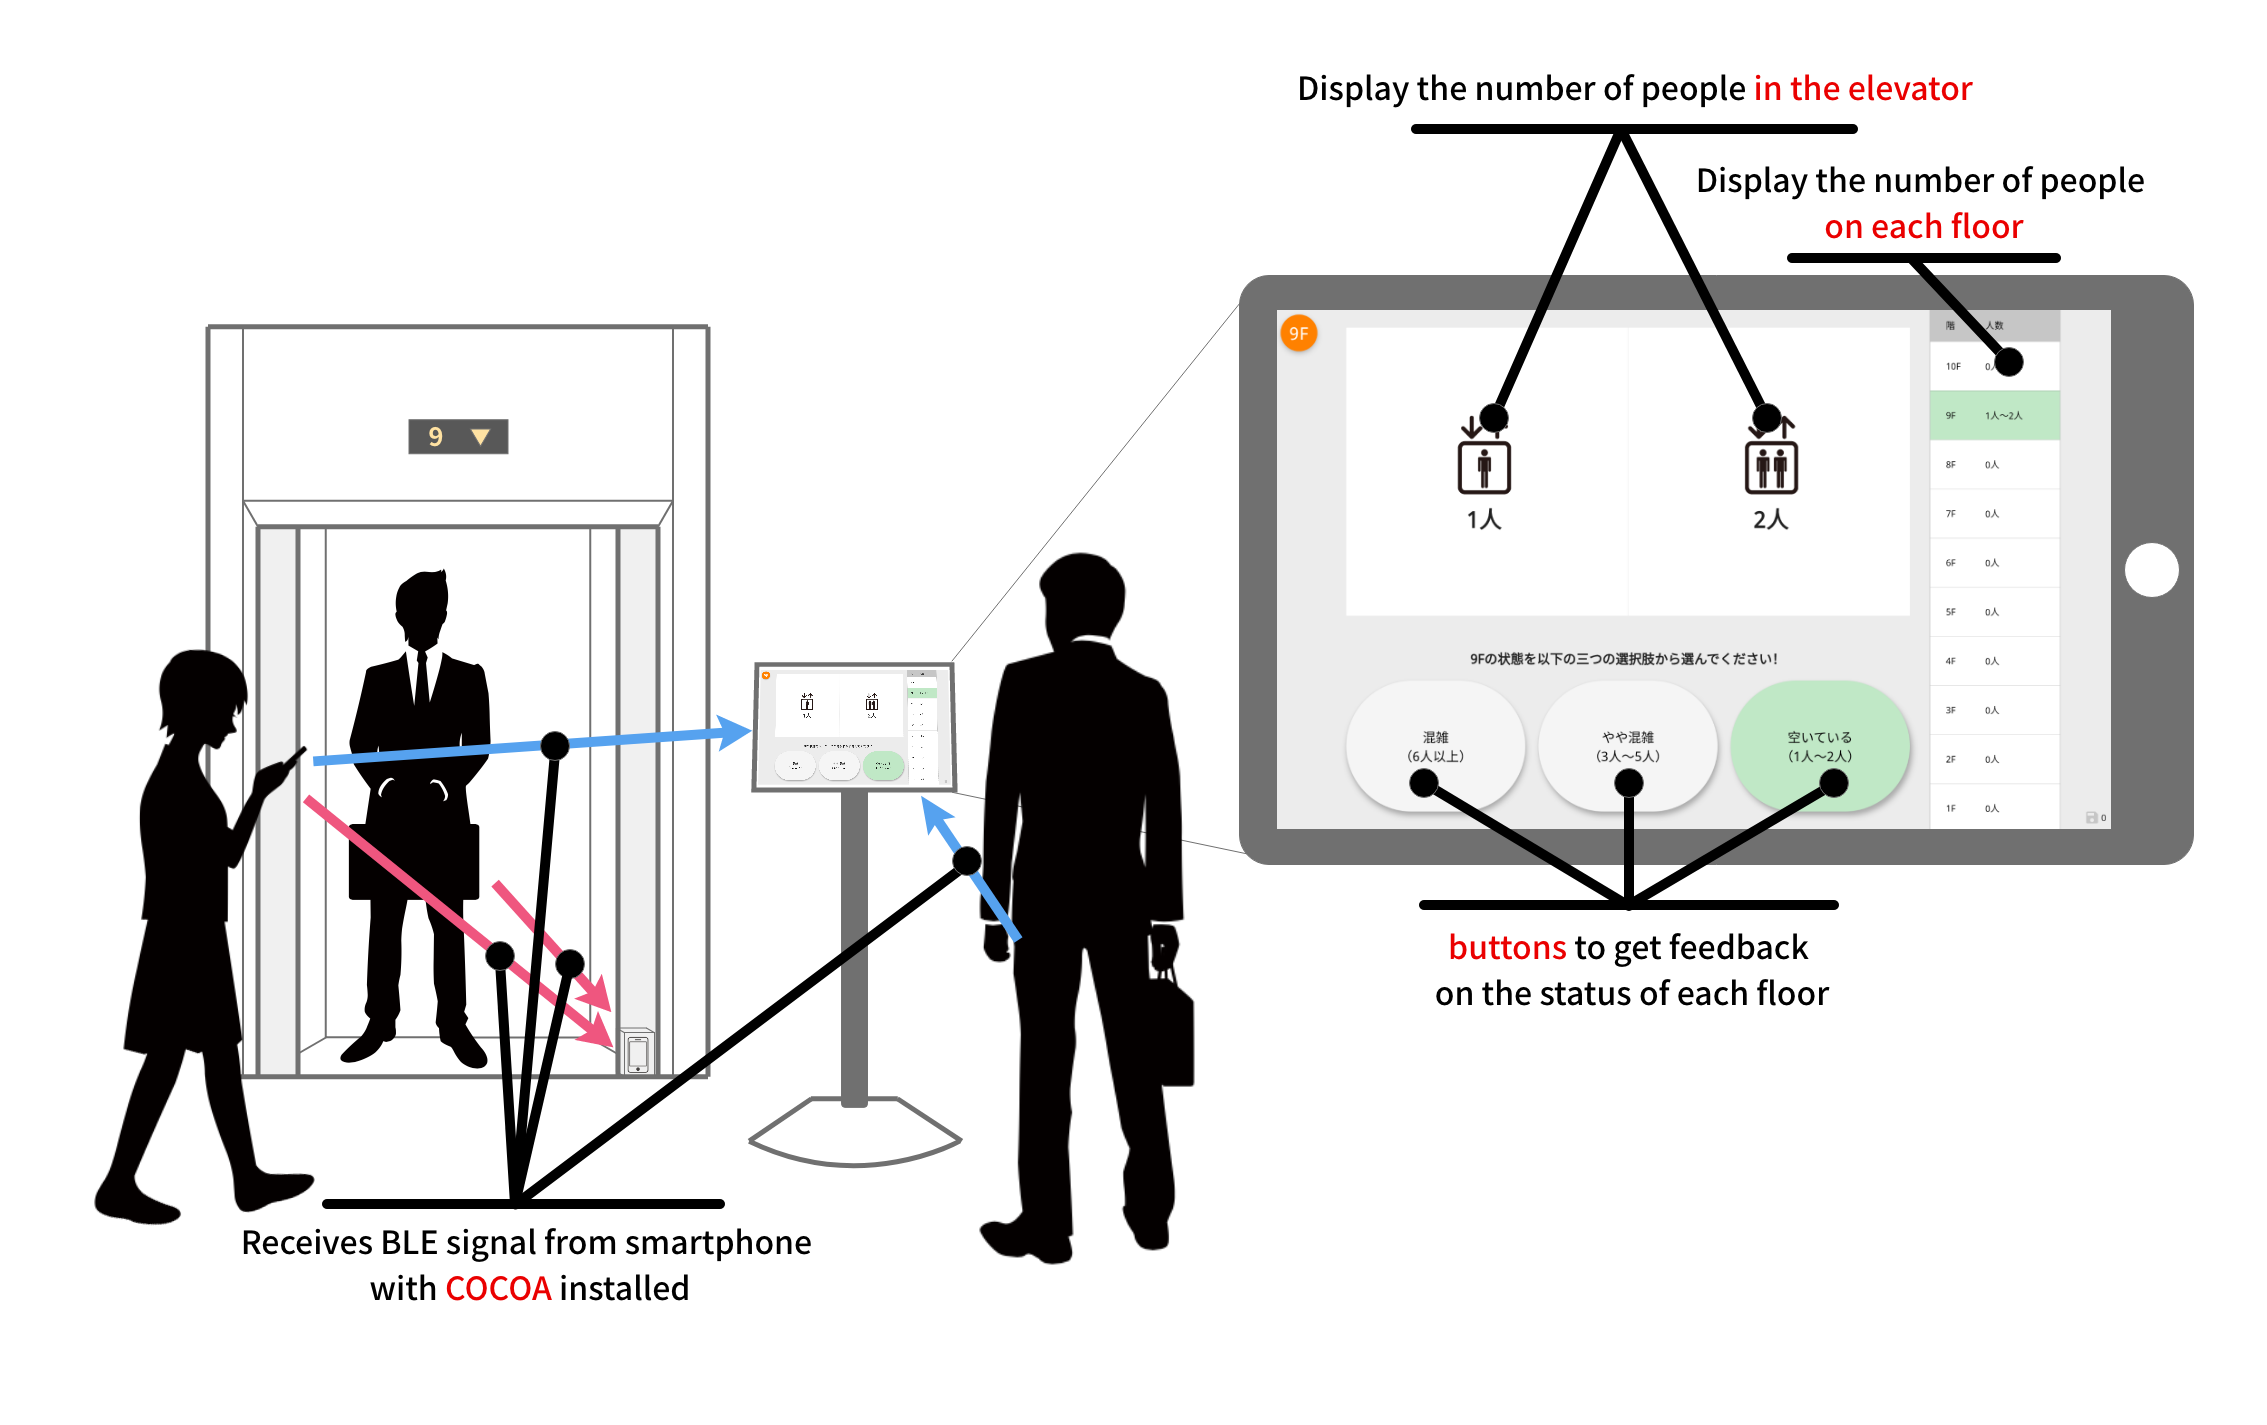 Display the number of people in the elevator
Display the number of people
on each floor
9F
階 人数
10F 0人
9F 1人～2人
8F 0人
7F 0人
6F 0人
5F 0人
4F 0人
3F 0人
2F 0人
1F 0人
1人
2人
9Fの状態を以下の三つの選択肢から選んでください!
混雑
（6人以上）
やや混雑
（3人～5人）
空いている
（1人～2人）
0
9 ▼
buttons to get feedback
on the status of each floor
Receives BLE signal from smartphone
with COCOA installed